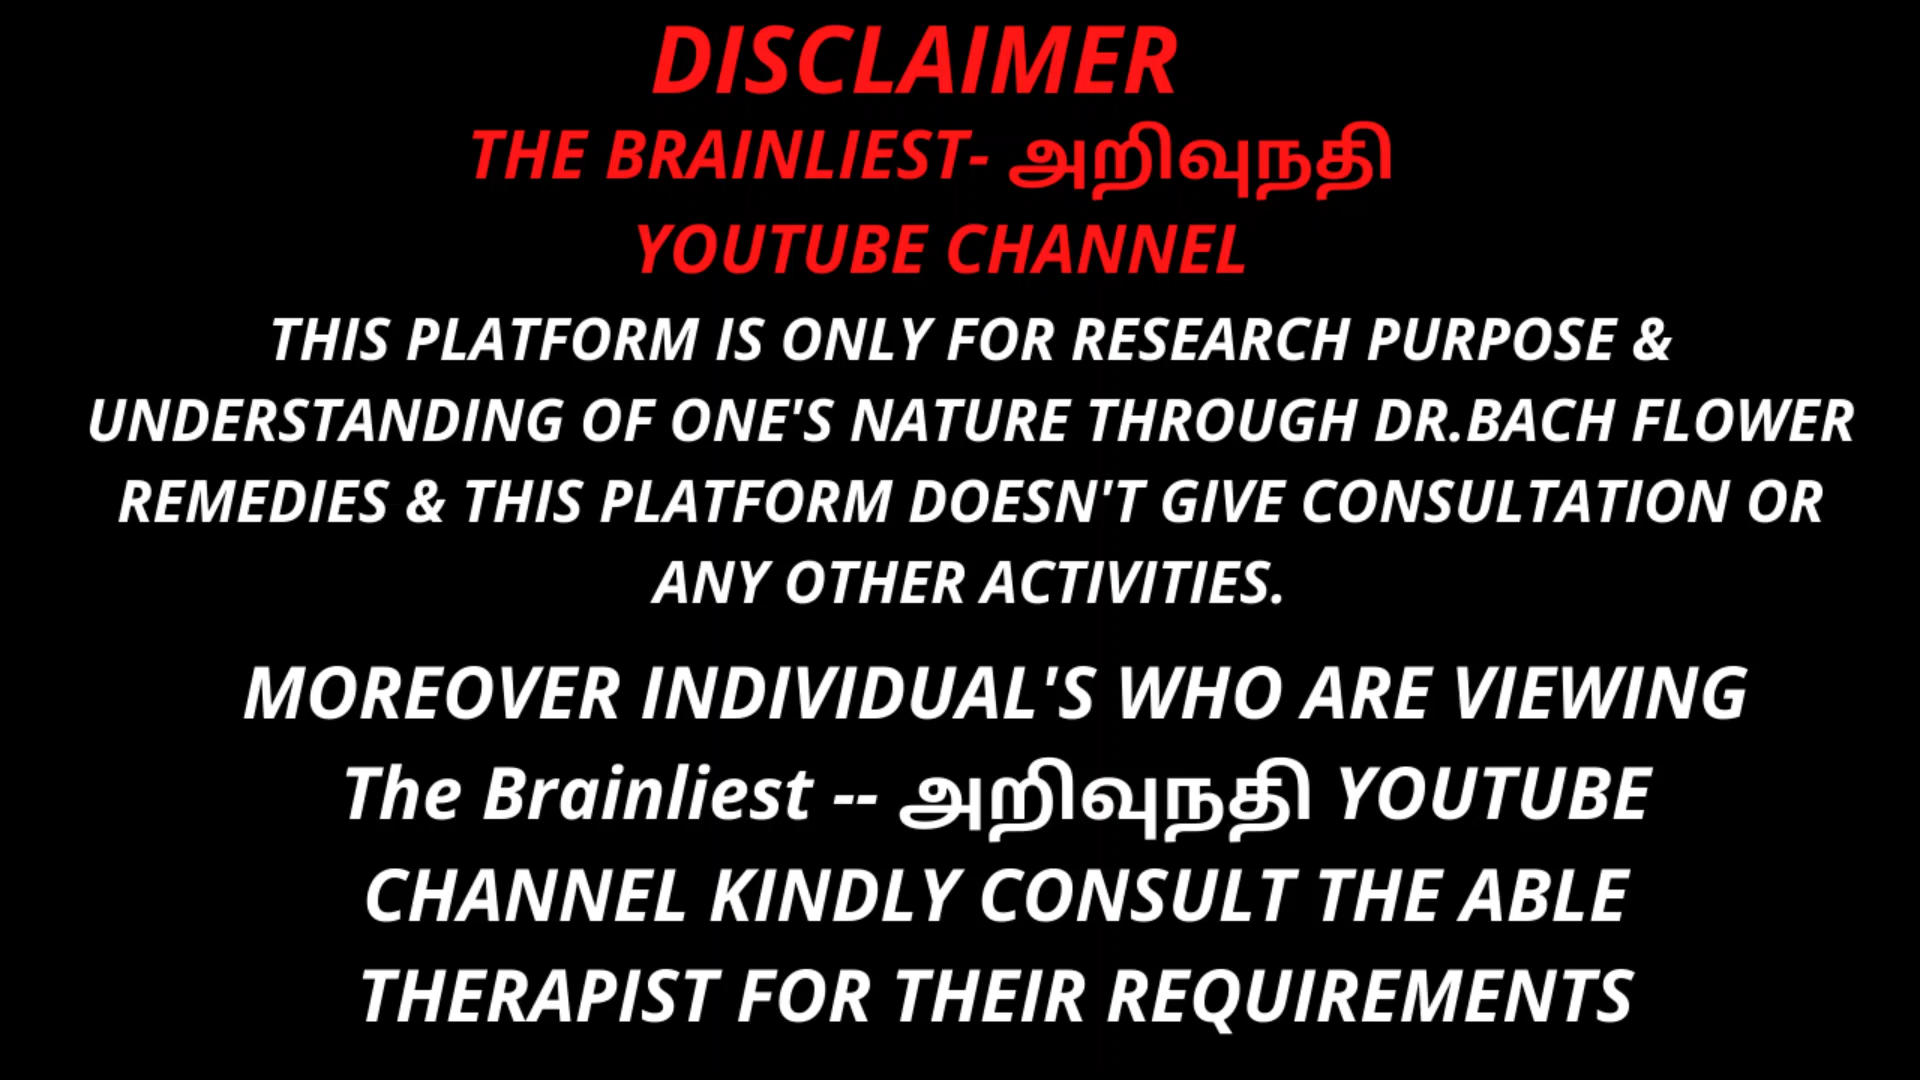 DISCLAIMER
THE BRAINLIEST- அறிவுநதி
YOUTUBE CHANNEL
THIS PLATFORM IS ONLY FOR RESEARCH PURPOSE &
UNDERSTANDING OF ONE'S NATURE THROUGH DR.BACH FLOWER
REMEDIES & THIS PLATFORM DOESN'T GIVE CONSULTATION OR
ANY OTHER ACTIVITIES.
MOREOVER INDIVIDUAL'S WHO ARE VIEWING
The Brainliest -- அறிவுநதி YOUTUBE
CHANNEL KINDLY CONSULT THE ABLE
THERAPIST FOR THEIR REQUIREMENTS